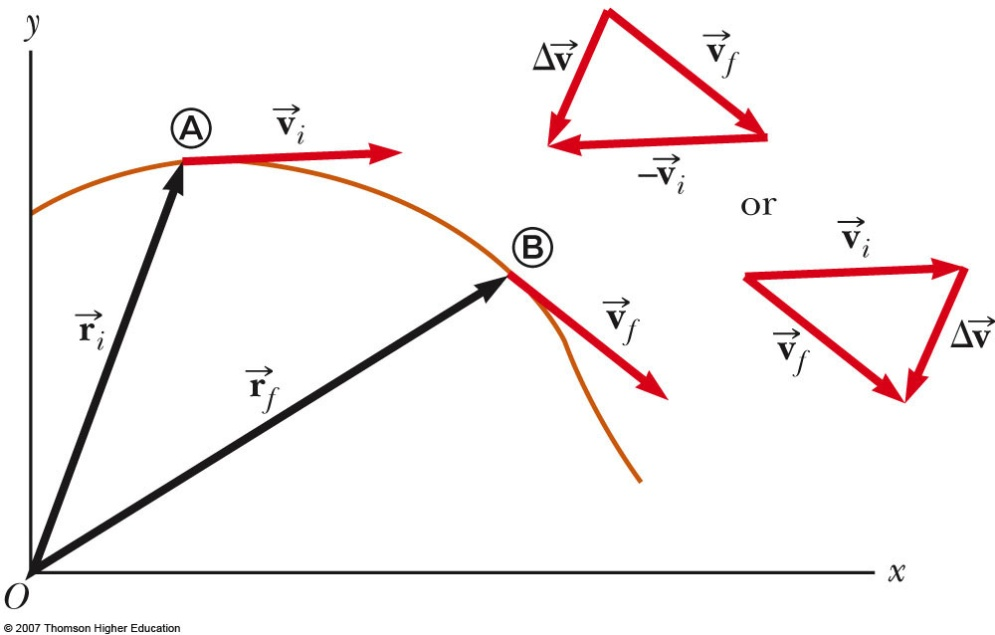 y
Δv⃗
v⃗f
Ⓐ
v⃗i
–v⃗i
or
Ⓑ
v⃗i
r⃗i
v⃗f
v⃗f
Δv⃗
r⃗f
x
O
© 2007 Thomson Higher Education